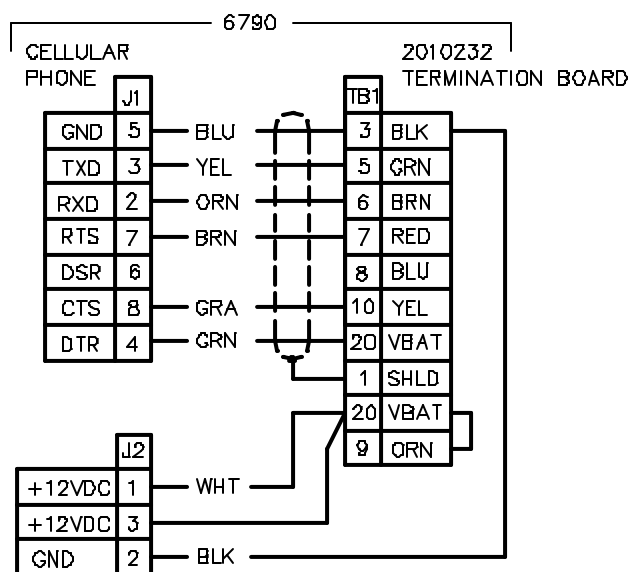 6790
CELLULAR
PHONE
2010232
TERMINATION BOARD
J1
TB1
GND 5 BLU 3 BLK
TXD 3 YEL 5 GRN
RXD 2 ORN 6 BRN
RTS 7 BRN 7 RED
DSR 6 8 BLU
CTS 8 GRA 10 YEL
DTR 4 GRN 20 VBAT
1 SHLD
20 VBAT
9 ORN
J2
+12VDC 1 WHT
+12VDC 3
GND 2 BLK